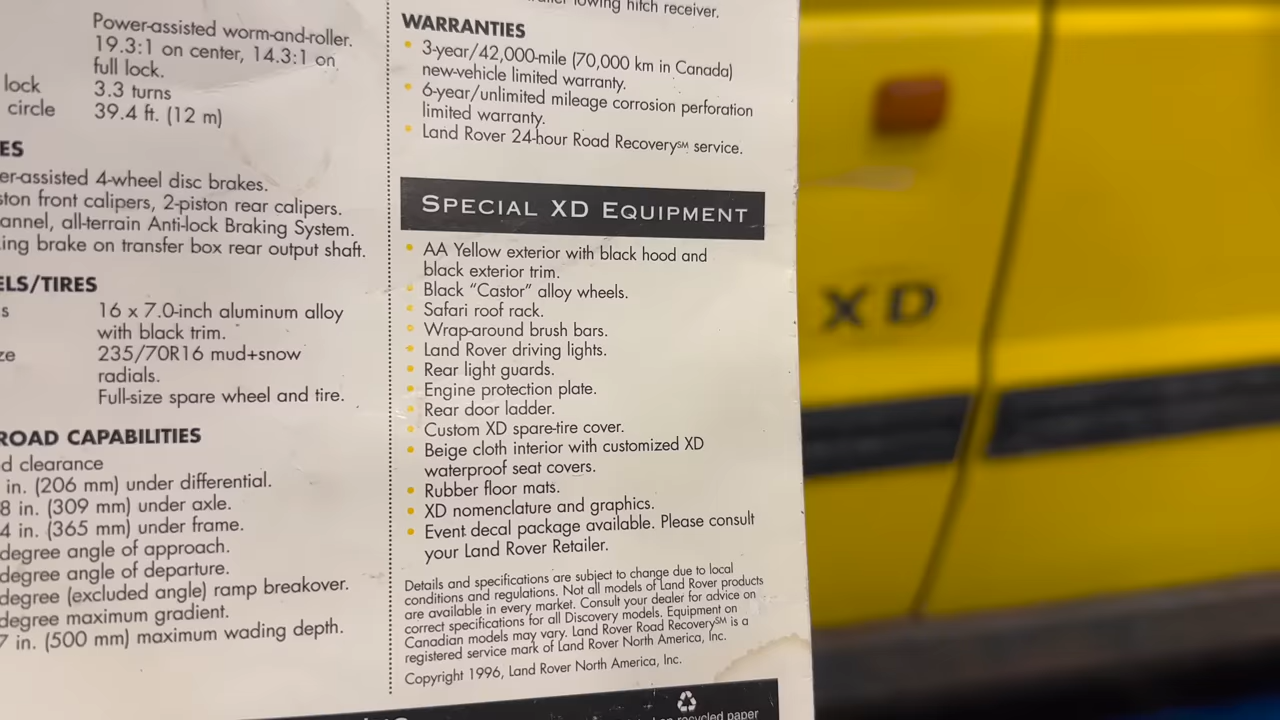 Power-assisted worm-and-roller.
19.3:1 on center, 14.3:1 on
full lock.
lock 3.3 turns
circle 39.4 ft. (12 m)
ES
er-assisted 4-wheel disc brakes.
ston front calipers, 2-piston rear calipers.
annel, all-terrain Anti-lock Braking System.
ing brake on transfer box rear output shaft.
ELS/TIRES
s 16 x 7.0-inch aluminum alloy
with black trim.
ze 235/70R16 mud+snow
radials.
Full-size spare wheel and tire.
ROAD CAPABILITIES
d clearance
in. (206 mm) under differential.
8 in. (309 mm) under axle.
4 in. (365 mm) under frame.
degree angle of approach.
degree angle of departure.
degree (excluded angle) ramp breakover.
degree maximum gradient.
7 in. (500 mm) maximum wading depth.
towing hitch receiver.
WARRANTIES
• 3-year/42,000-mile (70,000 km in Canada)
new-vehicle limited warranty.
• 6-year/unlimited mileage corrosion perforation
limited warranty.
• Land Rover 24-hour Road Recovery℠ service.
SPECIAL XD EQUIPMENT
• AA Yellow exterior with black hood and
black exterior trim.
• Black “Castor” alloy wheels.
• Safari roof rack.
• Wrap-around brush bars.
• Land Rover driving lights.
• Rear light guards.
• Engine protection plate.
• Rear door ladder.
• Custom XD spare-tire cover.
• Beige cloth interior with customized XD
waterproof seat covers.
• Rubber floor mats.
• XD nomenclature and graphics.
• Event decal package available. Please consult
your Land Rover Retailer.
Details and specifications are subject to change due to local
conditions and regulations. Not all models of Land Rover products
are available in every market. Consult your dealer for advice on
correct specifications for all Discovery models. Equipment on
Canadian models may vary. Land Rover Road Recovery℠ is a
registered service mark of Land Rover North America, Inc.
Copyright 1996, Land Rover North America, Inc.
recycled paper
XD